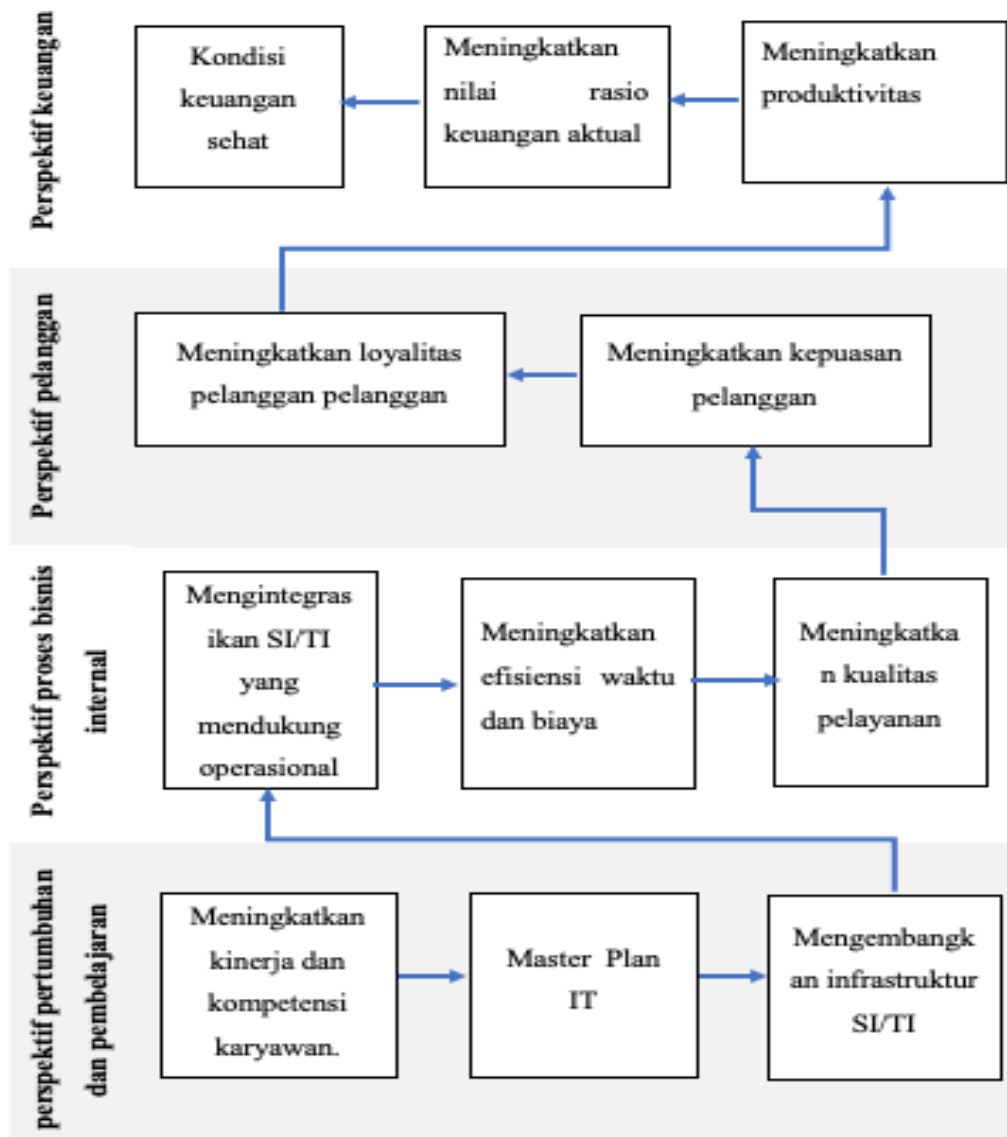 Perspektif keuangan
Kondisi
keuangan
sehat
Meningkatkan
nilai rasio
keuangan aktual
Meningkatkan
produktivitas
Perspektif pelanggan
Meningkatkan loyalitas
pelanggan pelanggan
Meningkatkan kepuasan
pelanggan
Perspektif proses bisnis
internal
Mengintegras
ikan SI/TI
yang
mendukung
operasional
Meningkatkan
efisiensi waktu
dan biaya
Meningkatka
n kualitas
pelayanan
perspektif pertumbuhan
dan pembelajaran
Meningkatkan
kinerja dan
kompetensi
karyawan.
Master Plan
IT
Mengembangk
an infrastruktur
SI/TI